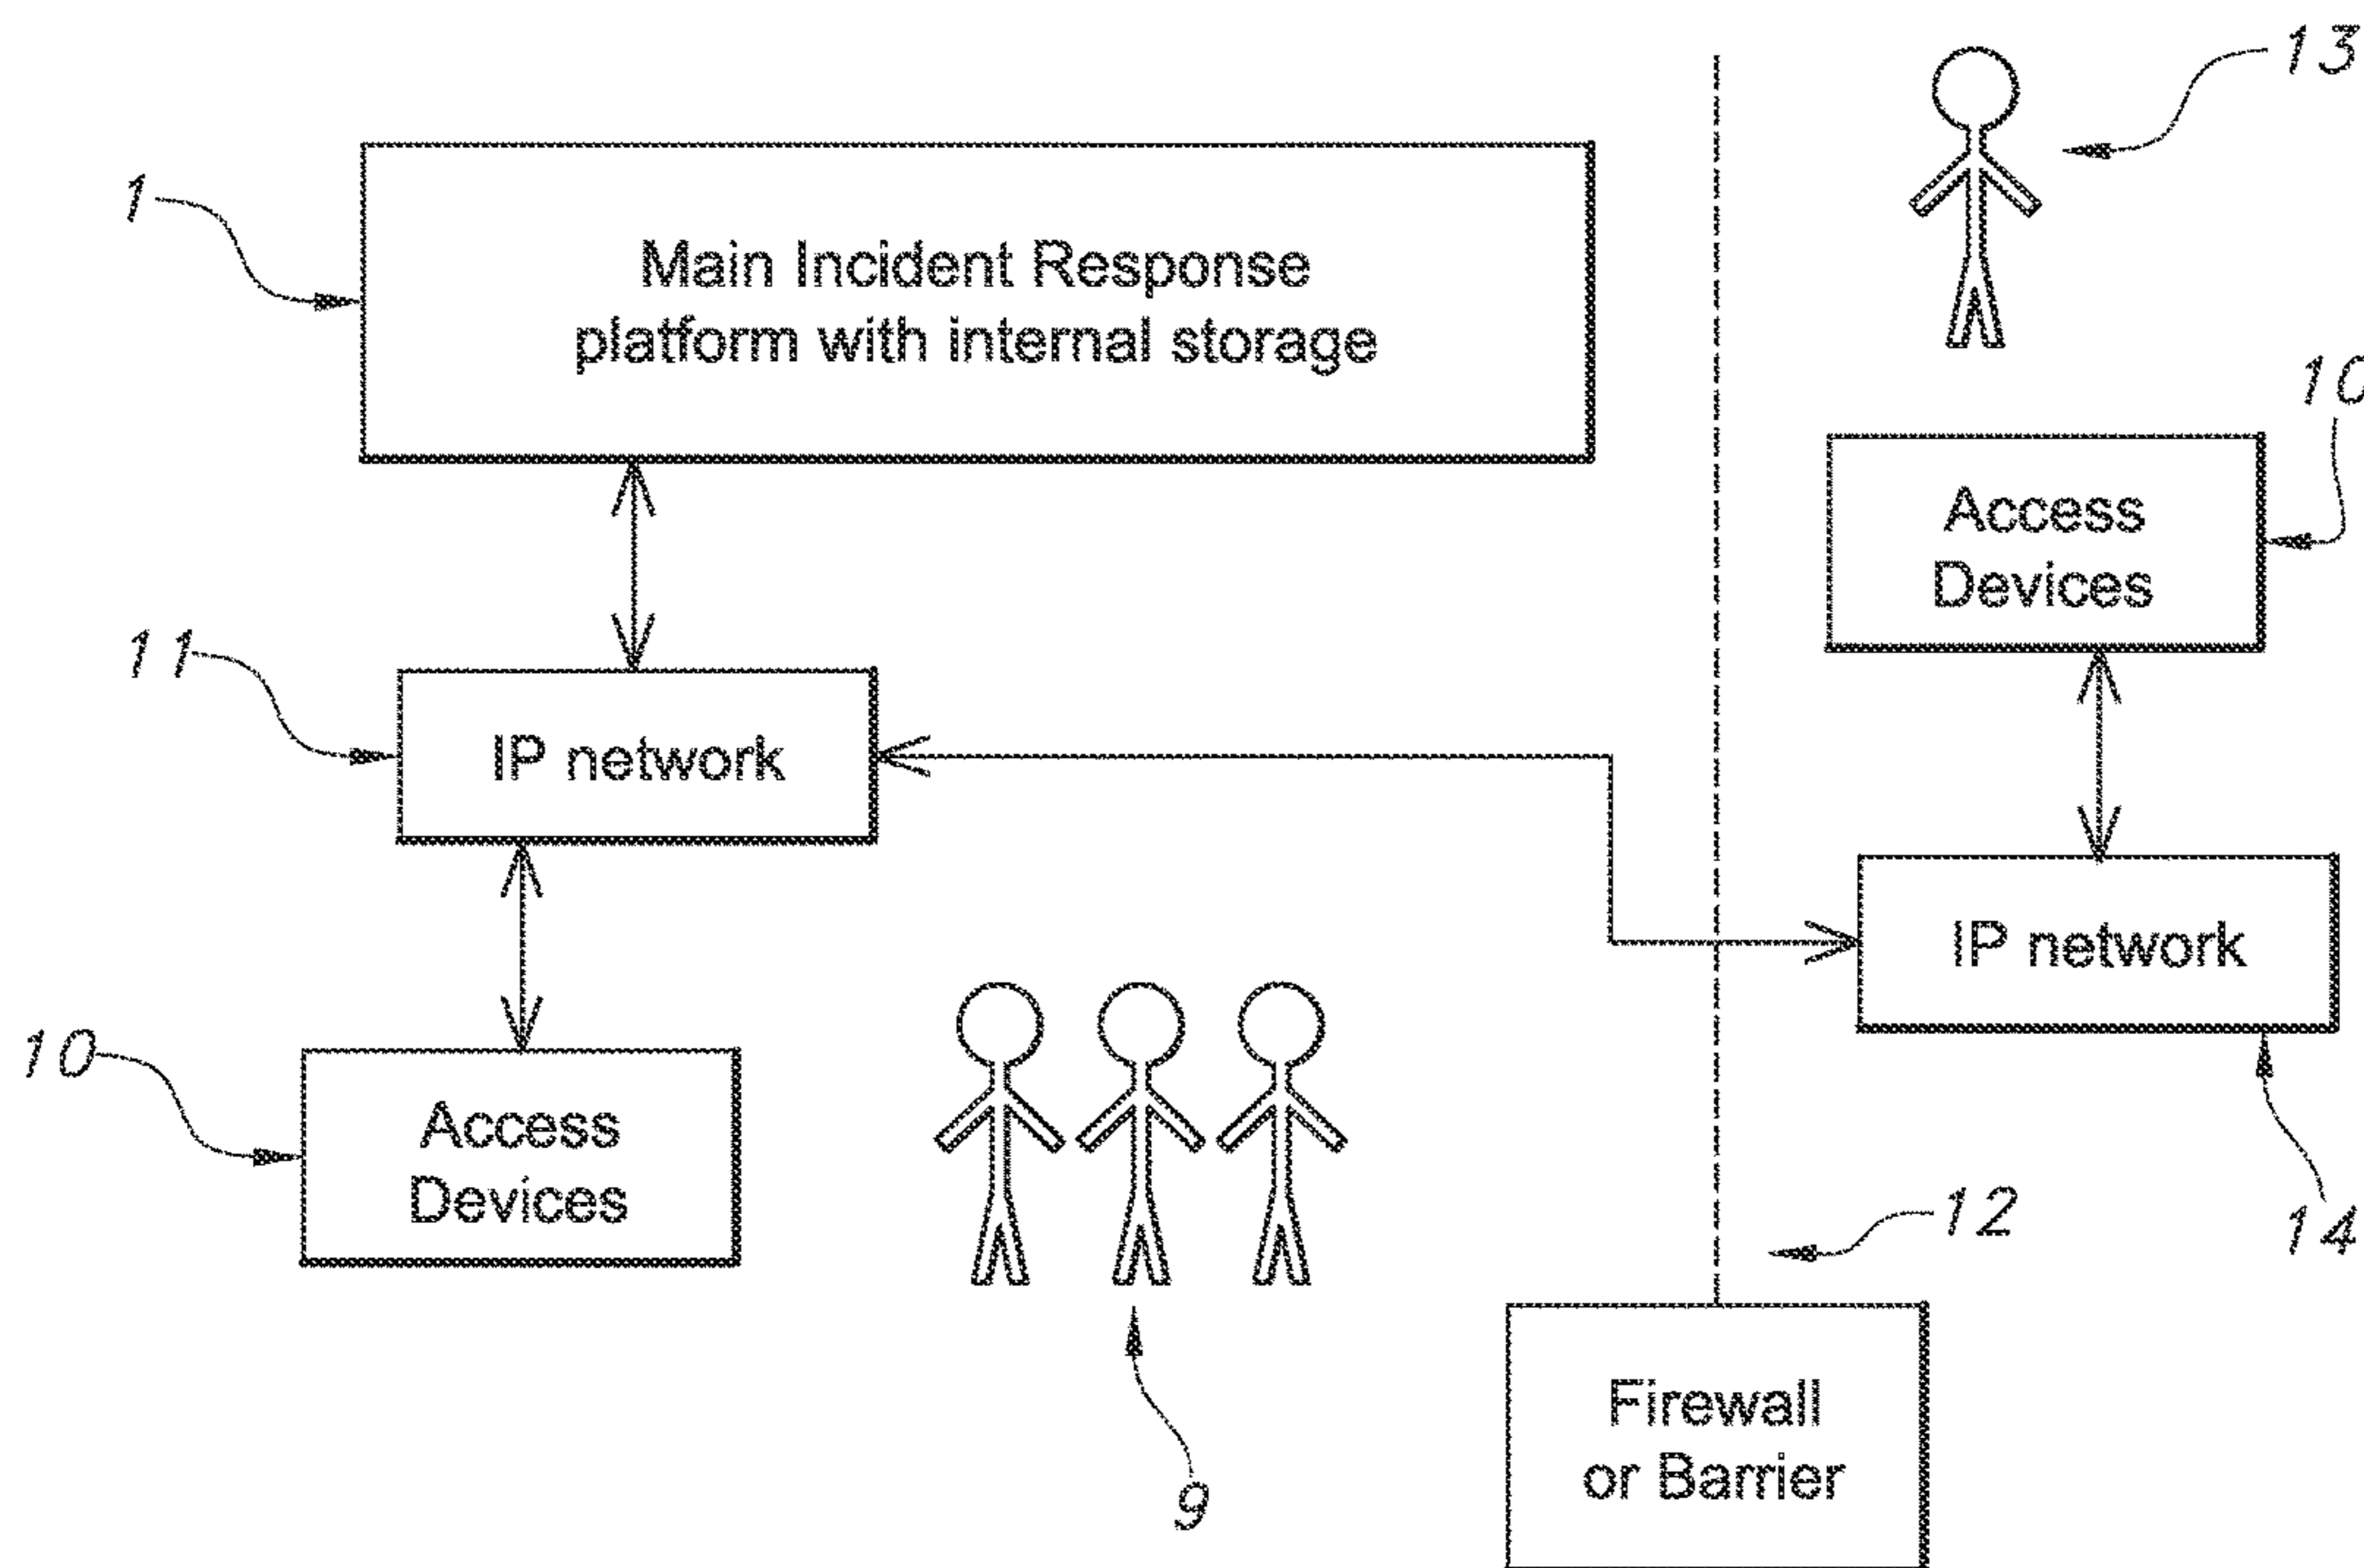 13
1
Main Incident Response
platform with internal storage
10
Access
Devices
11
IP network
IP network
10
Access
Devices
12
14
9
Firewall
or Barrier